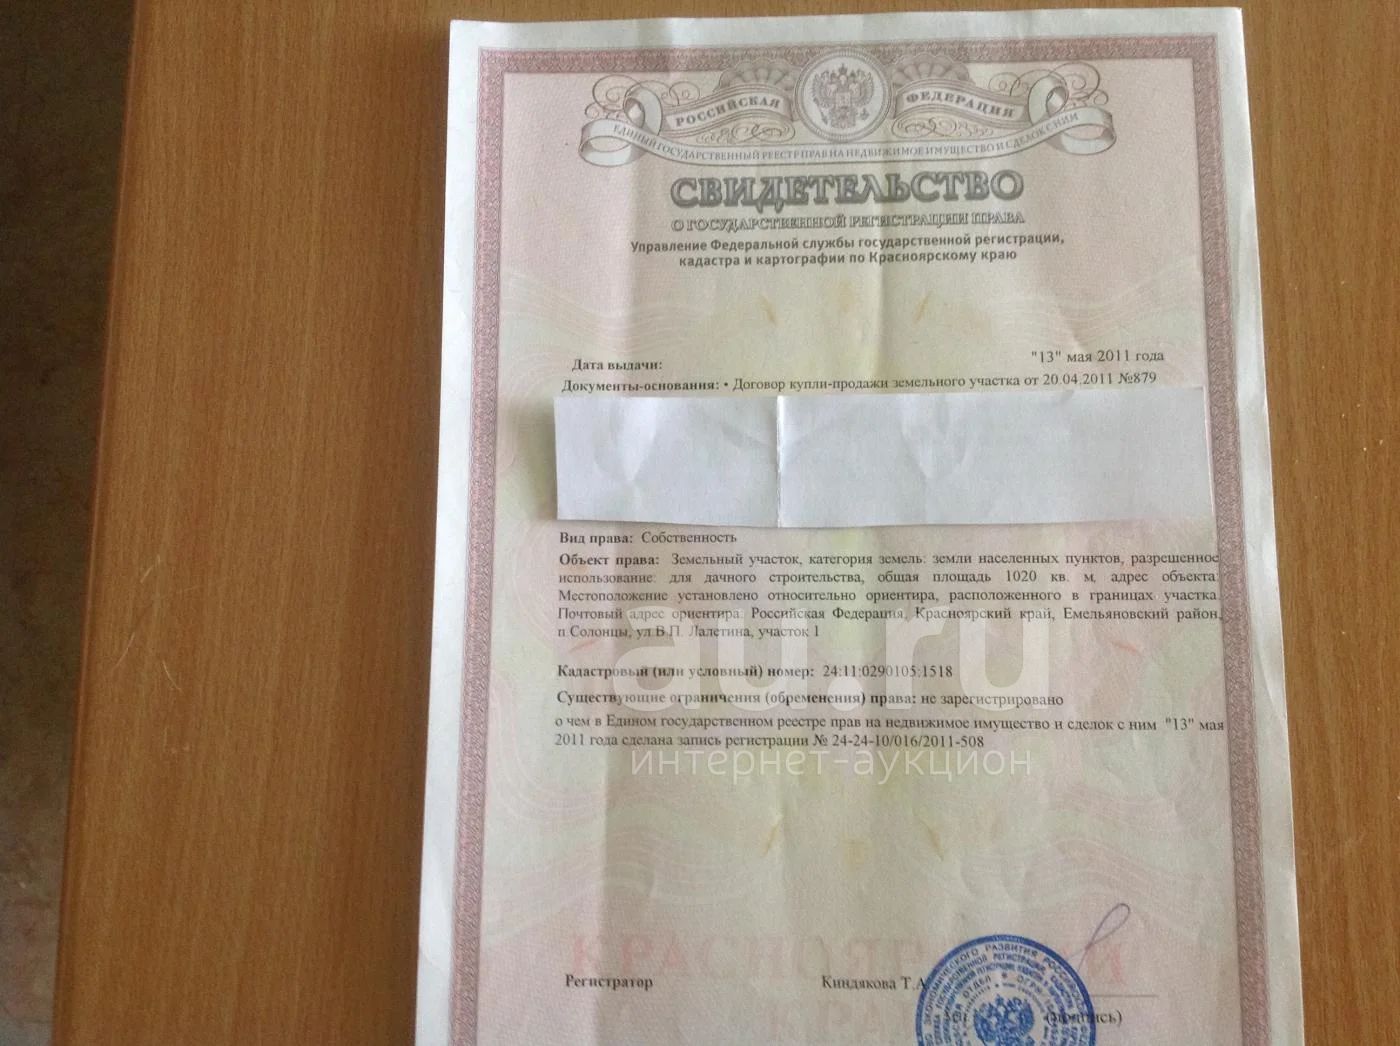 РОССИЙСКАЯ ФЕДЕРАЦИЯ
ЕДИНЫЙ ГОСУДАРСТВЕННЫЙ РЕЕСТР ПРАВ НА НЕДВИЖИМОЕ ИМУЩЕСТВО И СДЕЛОК С НИМ
СВИДЕТЕЛЬСТВО
О ГОСУДАРСТВЕННОЙ РЕГИСТРАЦИИ ПРАВА
Управление Федеральной службы государственной регистрации,
кадастра и картографии по Красноярскому краю
Дата выдачи: "13" мая 2011 года
Документы-основания: • Договор купли-продажи земельного участка от 20.04.2011 №879
Вид права: Собственность
Объект права: Земельный участок, категория земель: земли населенных пунктов, разрешенное
использование: для дачного строительства, общая площадь 1020 кв. м, адрес объекта:
Местоположение установлено относительно ориентира, расположенного в границах участка.
Почтовый адрес ориентира: Российская Федерация, Красноярский край, Емельяновский район,
п Солонцы, ул В.П. Лалетина, участок 1
Кадастровый (или условный) номер: 24:11:0290105:1518
Существующие ограничения (обременения) права: не зарегистрировано
о чем в Едином государственном реестре прав на недвижимое имущество и сделок с ним "13" мая
2011 года сделана запись регистрации № 24-24-10/016/2011-508
au.ru
интернет-аукцион
Регистратор Киндякова Т.А
(подпись)